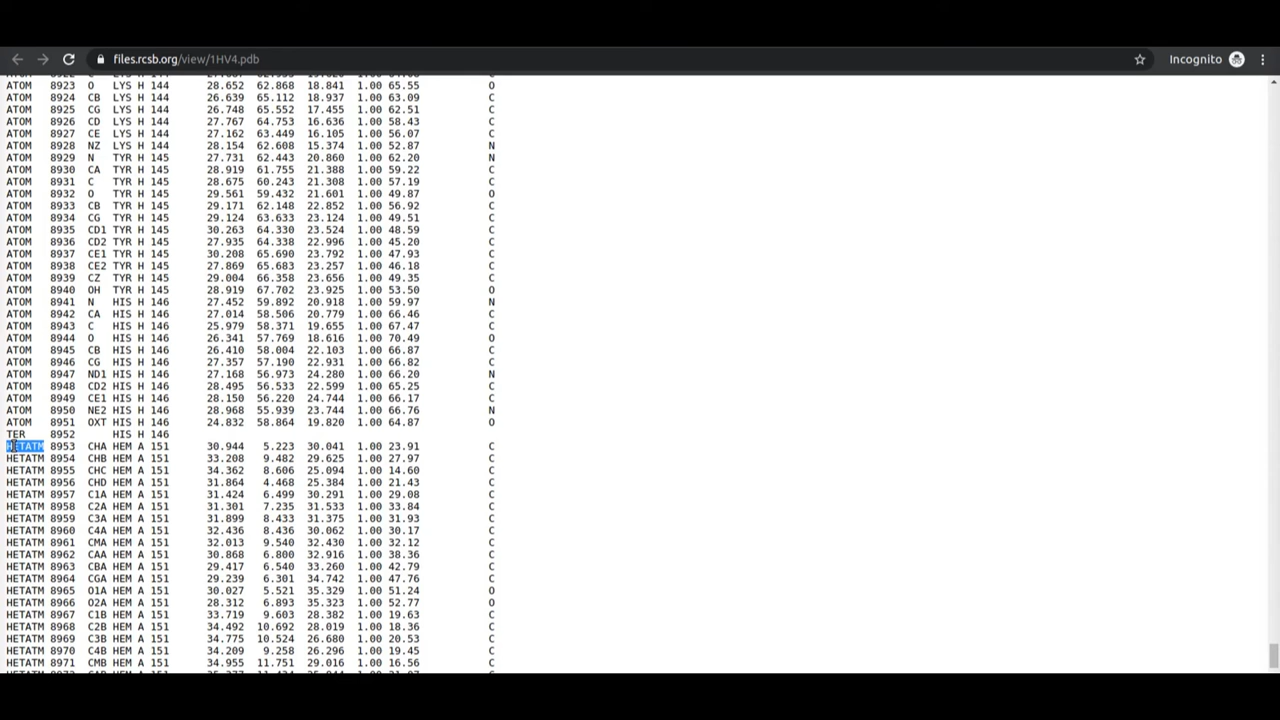 files.rcsb.org/view/1HV4.pdb
Incognito
ATOM 8923 O LYS H 144 28.652 62.868 18.841 1.00 65.55 O
ATOM 8924 CB LYS H 144 26.639 65.112 18.937 1.00 63.09 C
ATOM 8925 CG LYS H 144 26.748 65.552 17.455 1.00 62.51 C
ATOM 8926 CD LYS H 144 27.767 64.753 16.636 1.00 58.43 C
ATOM 8927 CE LYS H 144 27.162 63.449 16.105 1.00 56.07 C
ATOM 8928 NZ LYS H 144 28.154 62.608 15.374 1.00 52.87 N
ATOM 8929 N TYR H 145 27.731 62.443 20.860 1.00 62.20 N
ATOM 8930 CA TYR H 145 28.919 61.755 21.388 1.00 59.22 C
ATOM 8931 C TYR H 145 28.675 60.243 21.308 1.00 57.19 C
ATOM 8932 O TYR H 145 29.561 59.432 21.601 1.00 49.87 O
ATOM 8933 CB TYR H 145 29.171 62.148 22.852 1.00 56.92 C
ATOM 8934 CG TYR H 145 29.124 63.633 23.124 1.00 49.51 C
ATOM 8935 CD1 TYR H 145 30.263 64.330 23.524 1.00 48.59 C
ATOM 8936 CD2 TYR H 145 27.935 64.338 22.996 1.00 45.20 C
ATOM 8937 CE1 TYR H 145 30.208 65.690 23.792 1.00 47.93 C
ATOM 8938 CE2 TYR H 145 27.869 65.683 23.257 1.00 46.18 C
ATOM 8939 CZ TYR H 145 29.004 66.358 23.656 1.00 49.35 C
ATOM 8940 OH TYR H 145 28.919 67.702 23.923 1.00 53.50 O
ATOM 8941 N HIS H 146 27.452 59.892 20.918 1.00 59.97 N
ATOM 8942 CA HIS H 146 27.014 58.506 20.779 1.00 66.46 C
ATOM 8943 C HIS H 146 25.979 58.371 19.655 1.00 67.47 C
ATOM 8944 O HIS H 146 26.341 57.769 18.616 1.00 70.49 O
ATOM 8945 CB HIS H 146 26.410 58.004 22.103 1.00 66.87 C
ATOM 8946 CG HIS H 146 27.357 57.190 22.931 1.00 66.82 C
ATOM 8947 ND1 HIS H 146 27.168 56.973 24.280 1.00 66.20 N
ATOM 8948 CD2 HIS H 146 28.495 56.533 22.599 1.00 65.25 C
ATOM 8949 CE1 HIS H 146 28.150 56.220 24.744 1.00 66.17 C
ATOM 8950 NE2 HIS H 146 28.968 55.939 23.744 1.00 66.76 N
ATOM 8951 OXT HIS H 146 24.832 58.864 19.820 1.00 64.87 O
TER 8952 HIS H 146
HETATM 8953 CHA HEM A 151 30.944 5.223 30.041 1.00 23.91 C
HETATM 8954 CHB HEM A 151 33.208 9.482 29.625 1.00 27.97 C
HETATM 8955 CHC HEM A 151 34.362 8.606 25.094 1.00 14.60 C
HETATM 8956 CHD HEM A 151 31.864 4.468 25.384 1.00 21.43 C
HETATM 8957 C1A HEM A 151 31.424 6.499 30.291 1.00 29.08 C
HETATM 8958 C2A HEM A 151 31.301 7.235 31.533 1.00 33.84 C
HETATM 8959 C3A HEM A 151 31.899 8.433 31.375 1.00 31.93 C
HETATM 8960 C4A HEM A 151 32.436 8.436 30.062 1.00 30.17 C
HETATM 8961 CMA HEM A 151 32.013 9.540 32.430 1.00 32.12 C
HETATM 8962 CAA HEM A 151 30.868 6.800 32.916 1.00 38.36 C
HETATM 8963 CBA HEM A 151 29.417 6.540 33.260 1.00 42.79 C
HETATM 8964 CGA HEM A 151 29.239 6.301 34.742 1.00 47.76 C
HETATM 8965 O1A HEM A 151 30.027 5.521 35.329 1.00 51.24 O
HETATM 8966 O2A HEM A 151 28.312 6.893 35.323 1.00 52.77 O
HETATM 8967 C1B HEM A 151 33.719 9.603 28.382 1.00 19.63 C
HETATM 8968 C2B HEM A 151 34.492 10.692 28.019 1.00 18.36 C
HETATM 8969 C3B HEM A 151 34.775 10.524 26.680 1.00 20.53 C
HETATM 8970 C4B HEM A 151 34.209 9.258 26.296 1.00 19.45 C
HETATM 8971 CMB HEM A 151 34.955 11.751 29.016 1.00 16.56 C